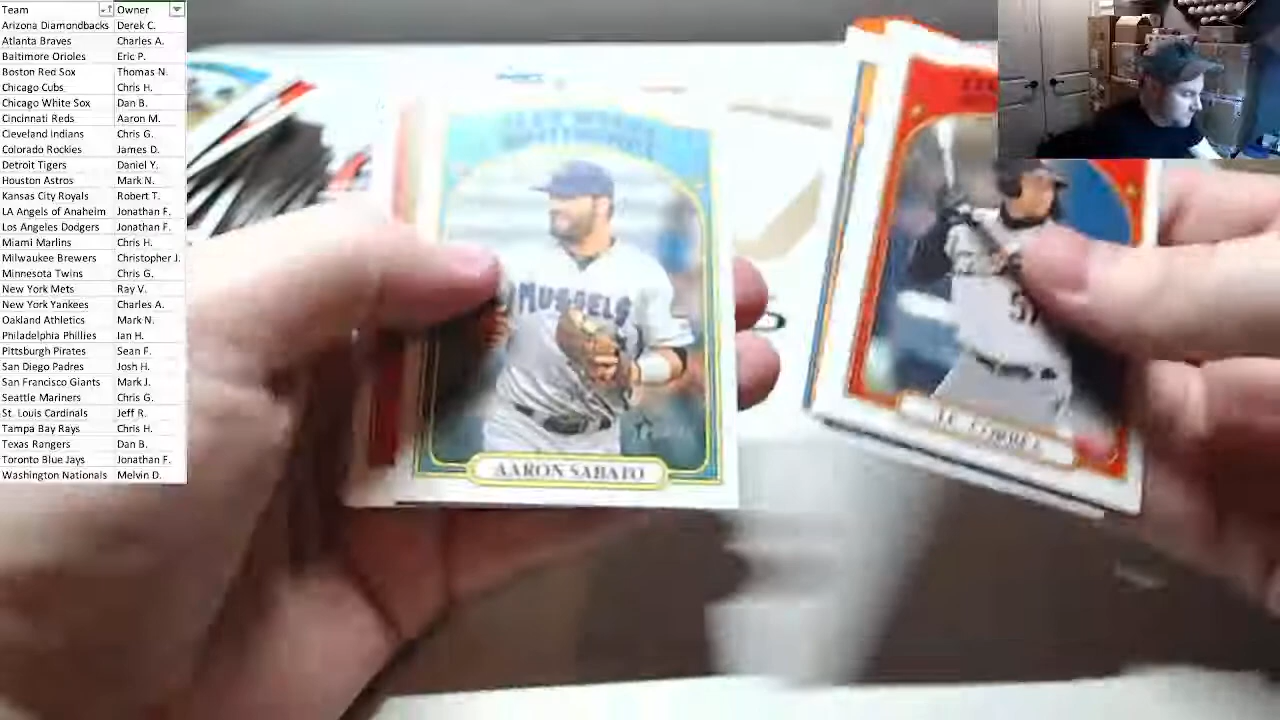 Team Owner
Arizona Diamondbacks Derek C.
Atlanta Braves Charles A.
Baltimore Orioles Eric P.
Boston Red Sox Thomas N.
Chicago Cubs Chris H.
Chicago White Sox Dan B.
Cincinnati Reds Aaron M.
Cleveland Indians Chris G.
Colorado Rockies James D.
Detroit Tigers Daniel Y.
Houston Astros Mark N.
Kansas City Royals Robert T.
LA Angels of Anaheim Jonathan F.
Los Angeles Dodgers Jonathan F.
Miami Marlins Chris H.
Milwaukee Brewers Christopher J.
Minnesota Twins Chris G.
New York Mets Ray V.
New York Yankees Charles A.
Oakland Athletics Mark N.
Philadelphia Phillies Ian H.
Pittsburgh Pirates Sean F.
San Diego Padres Josh H.
San Francisco Giants Mark J.
Seattle Mariners Chris G.
St. Louis Cardinals Jeff R.
Tampa Bay Rays Chris H.
Texas Rangers Dan B.
Toronto Blue Jays Jonathan F.
Washington Nationals Melvin D.
MUSSELS
AARON SABATO